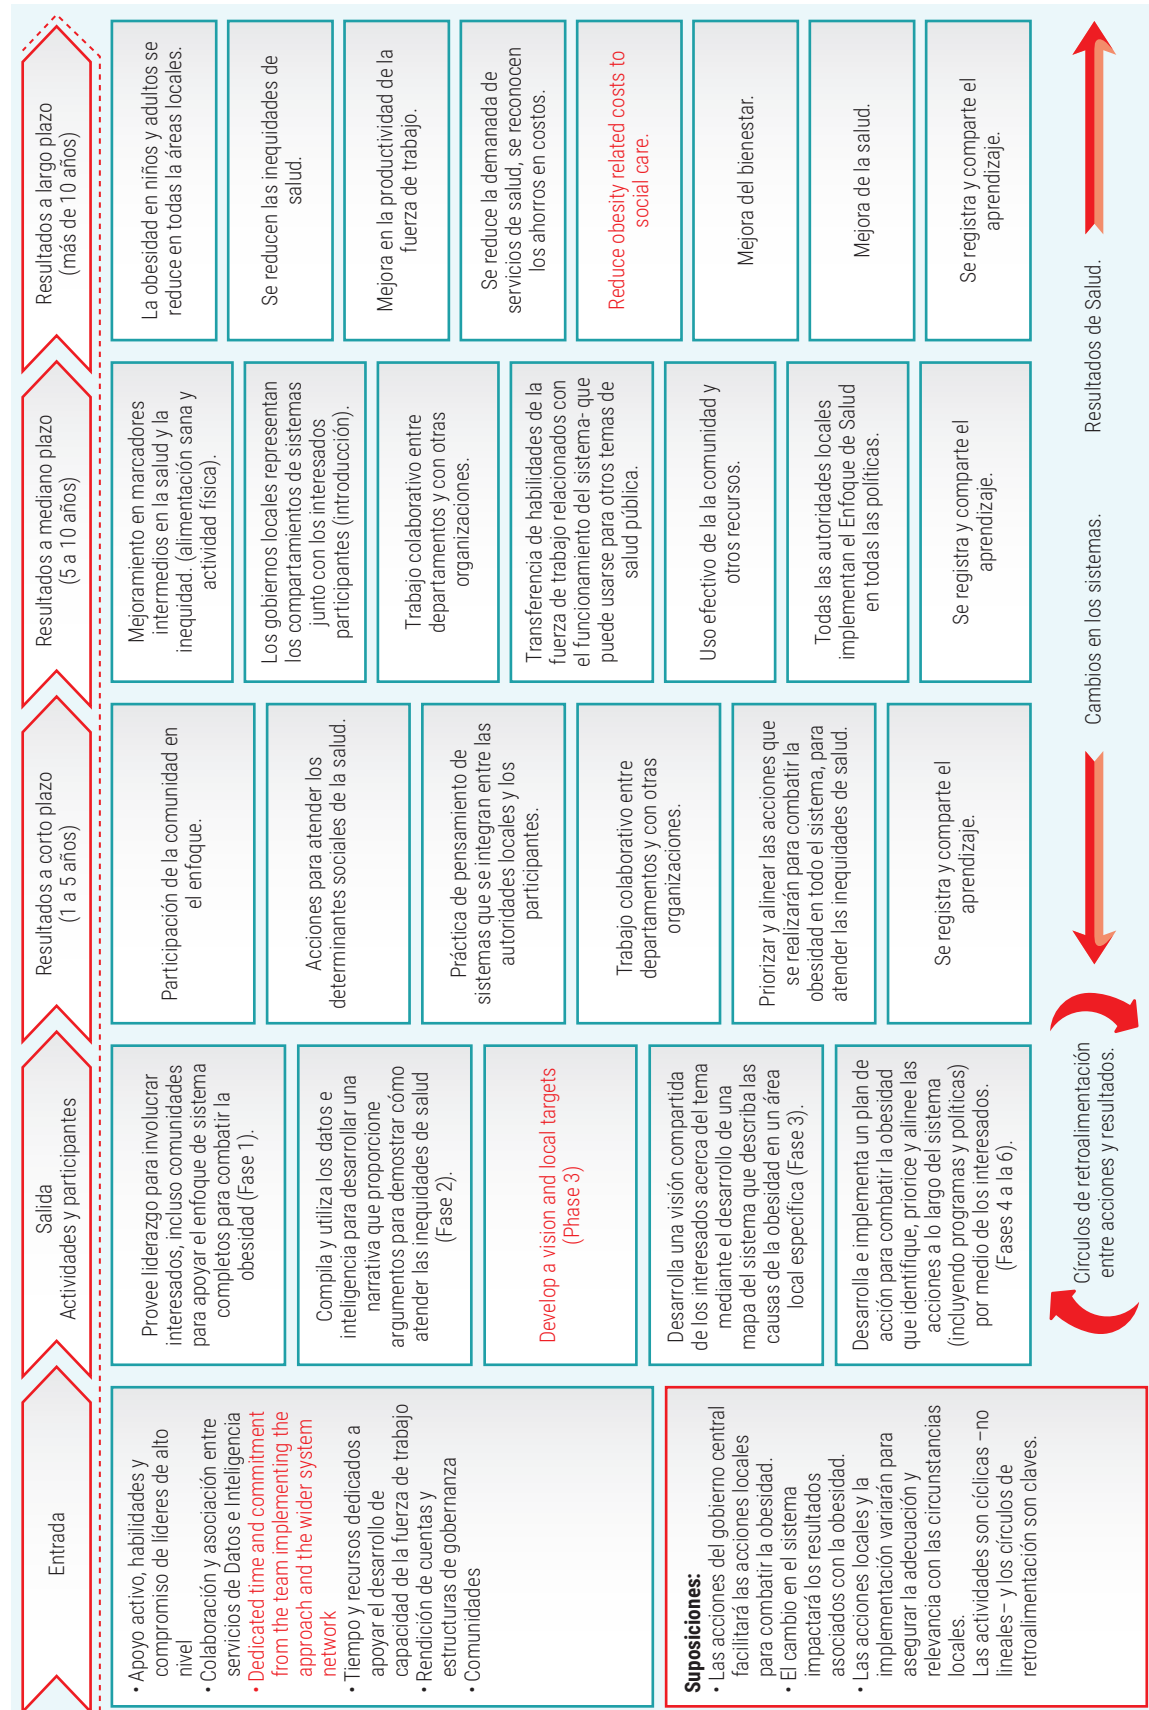 Entrada
• Apoyo activo, habilidades y
compromiso de líderes de alto
nivel
• Colaboración y asociación entre
servicios de Datos e Inteligencia
• Dedicated time and commitment
from the team implementing the
approach and the wider system
network
• Tiempo y recursos dedicados a
apoyar el desarrollo de
capacidad de la fuerza de trabajo
• Rendición de cuentas y
estructuras de gobernanza
• Comunidades
Suposiciones:
• Las acciones del gobierno central
facilitará las acciones locales
para combatir la obesidad.
• El cambio en el sistema
impactará los resultados
asociados con la obesidad.
• Las acciones locales y la
implementación variarán para
asegurar la adecuación y
relevancia con las circunstancias
locales.
Las actividades son cíclicas –no
lineales– y los círculos de
retroalimentación son claves.
Salida
Actividades y participantes
Provee liderazgo para involucrar
interesados, incluso comunidades
para apoyar el enfoque de sistema
completos para combatir la
obesidad (Fase 1).
Compila y utiliza los datos e
inteligencia para desarrollar una
narrativa que proporcione
argumentos para demostrar cómo
atender las inequidades de salud
(Fase 2).
Develop a vision and local targets
(Phase 3)
Desarrolla una visión compartida
de los interesados acerca del tema
mediante el desarrollo de una
mapa del sistema que describa las
causas de la obesidad en un área
local específica (Fase 3).
Desarrolla e implementa un plan de
acción para combatir la obesidad
que identifique, priorice y alinee las
acciones a lo largo del sistema
(incluyendo programas y políticas)
por medio de los interesados.
(Fases 4 a la 6).
Resultados a corto plazo
(1 a 5 años)
Participación de la comunidad en
el enfoque.
Acciones para atender los
determinantes sociales de la salud.
Práctica de pensamiento de
sistemas que se integran entre las
autoridades locales y los
participantes.
Trabajo colaborativo entre
departamentos y con otras
organizaciones.
Priorizar y alinear las acciones que
se realizarán para combatir la
obesidad en todo el sistema, para
atender las inequidades de salud.
Se registra y comparte el
aprendizaje.
Resultados a mediano plazo
(5 a 10 años)
Mejoramiento en marcadores
intermedios en la salud y la
inequidad. (alimentación sana y
actividad física).
Los gobiernos locales representan
los compartamientos de sistemas
junto con los interesados
participantes (introducción).
Trabajo colaborativo entre
departamentos y con otras
organizaciones.
Transferencia de habilidades de la
fuerza de trabajo relacionados con
el funcionamiento del sistema- que
puede usarse para otros temas de
salud pública.
Uso efectivo de la la comunidad y
otros recursos.
Todas las autoridades locales
implementan el Enfoque de Salud
en todas las políticas.
Se registra y comparte el
aprendizaje.
Resultados a largo plazo
(más de 10 años)
La obesidad en niños y adultos se
reduce en todas la áreas locales.
Se reducen las inequidades de
salud.
Mejora en la productividad de la
fuerza de trabajo.
Se reduce la demanada de
servicios de salud, se reconocen
los ahorros en costos.
Reduce obesity related costs to
social care.
Mejora del bienestar.
Mejora de la salud.
Se registra y comparte el
aprendizaje.
Círculos de retroalimentación
entre acciones y resultados.
Cambios en los sistemas.
Resultados de Salud.